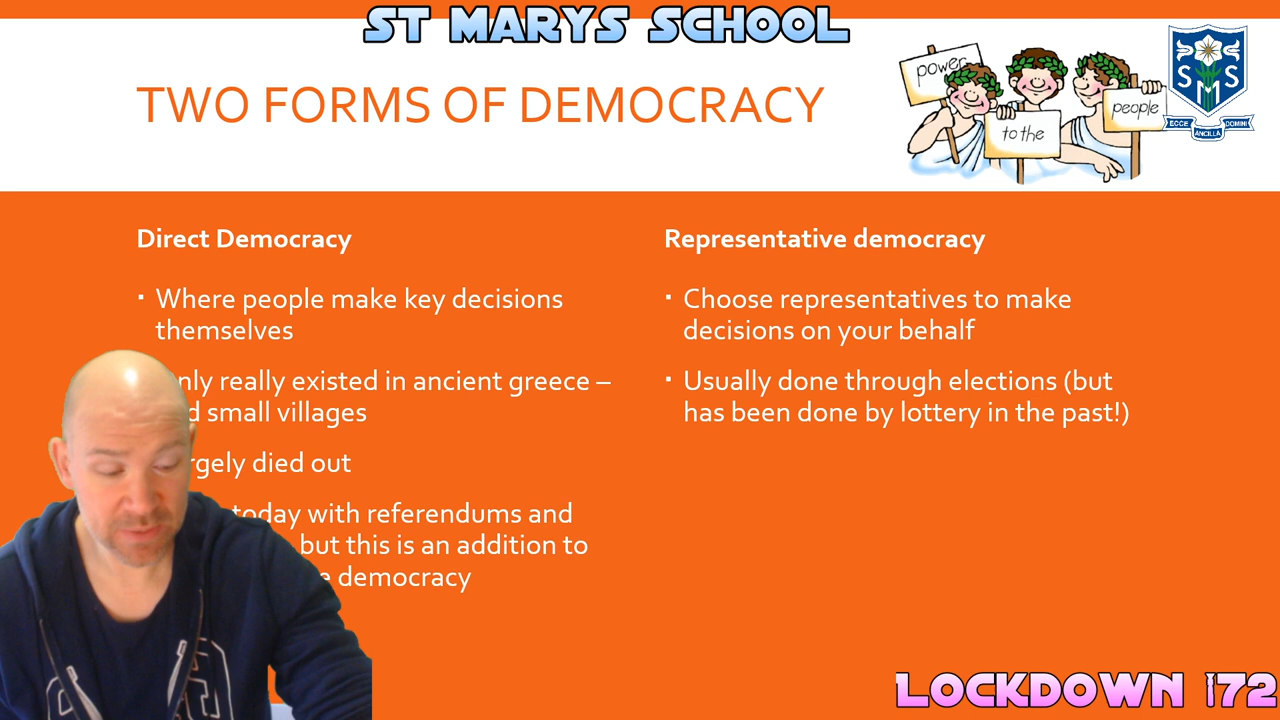 ST MARYS SCHOOL
TWO FORMS OF DEMOCRACY
power
to the
people
S S
M
ECCE ANCILLA DOMINI
Direct Democracy
Where people make key decisions
themselves
really existed in ancient greece –
small villages
died out
today with referendums and
but this is an addition to
democracy
Representative democracy
Choose representatives to make
decisions on your behalf
Usually done through elections (but
has been done by lottery in the past!)
LOCKDOWN 172